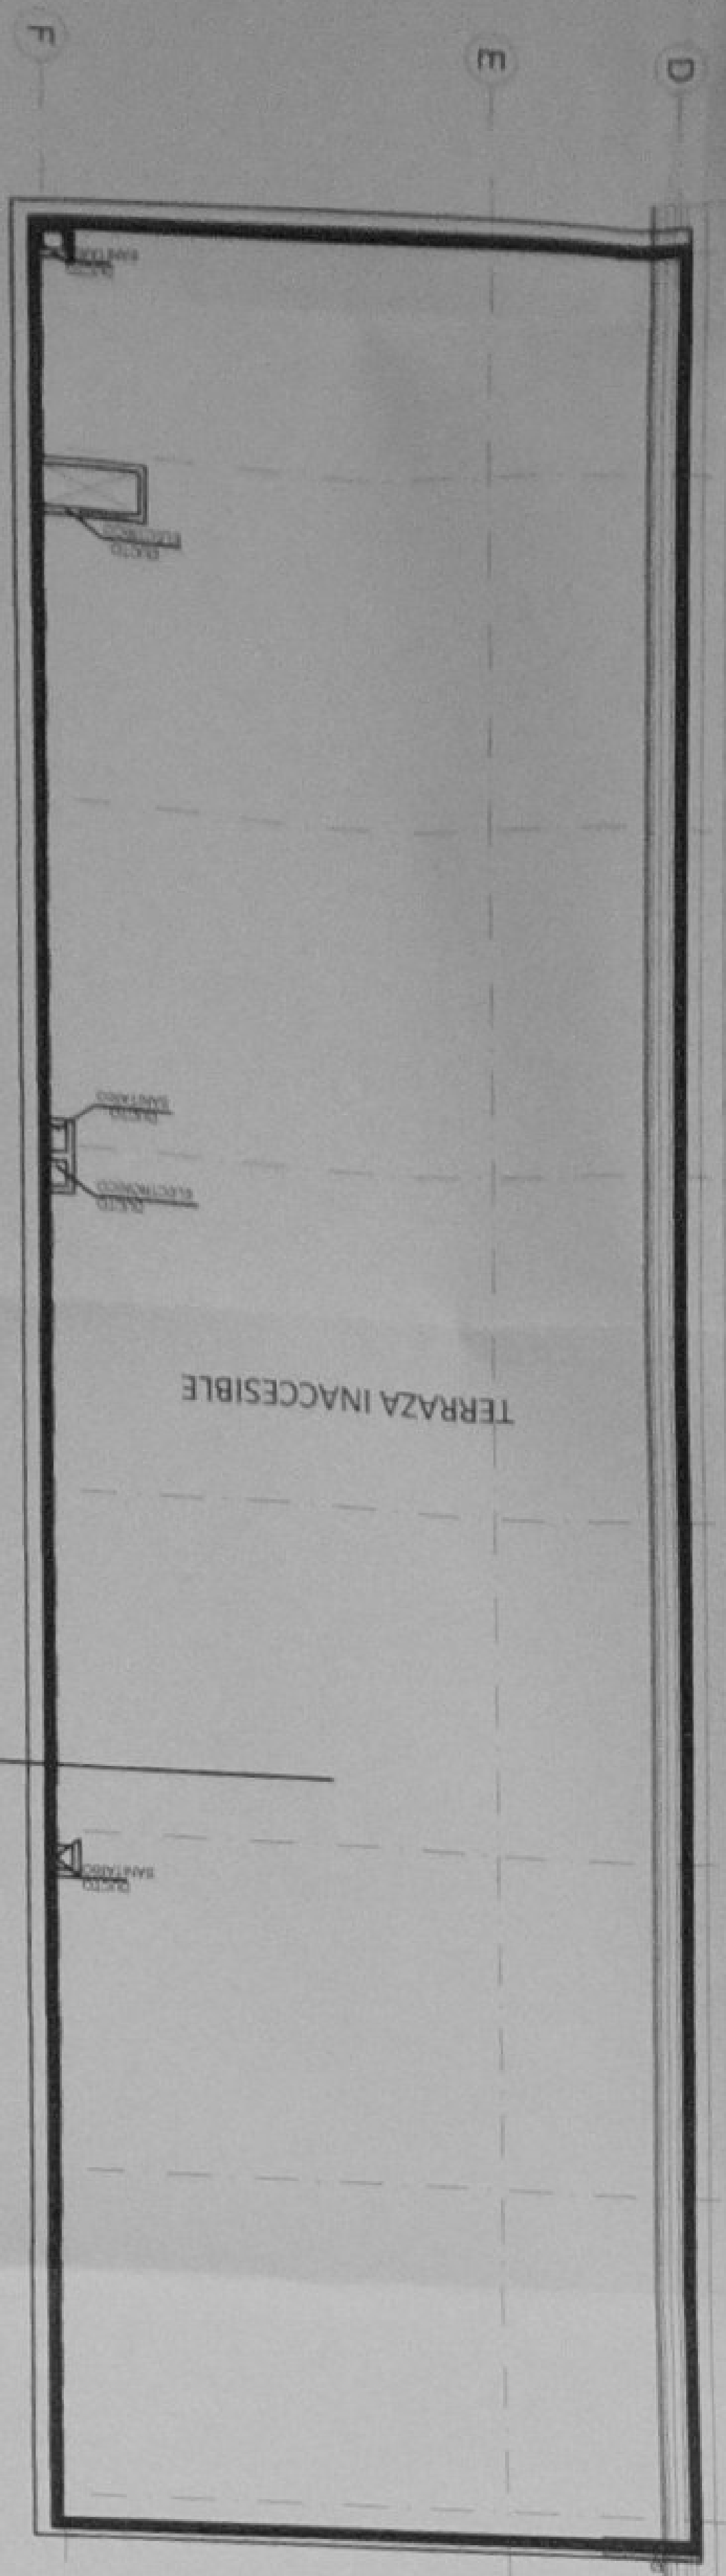 F
E
D
DUCTO
SANITARIO
DUCTO
ELECTRICO
DUCTO
SANITARIO
DUCTO
ELECTRONICO
TERRAZA INACCESIBLE
DUCTO
SANITARIO